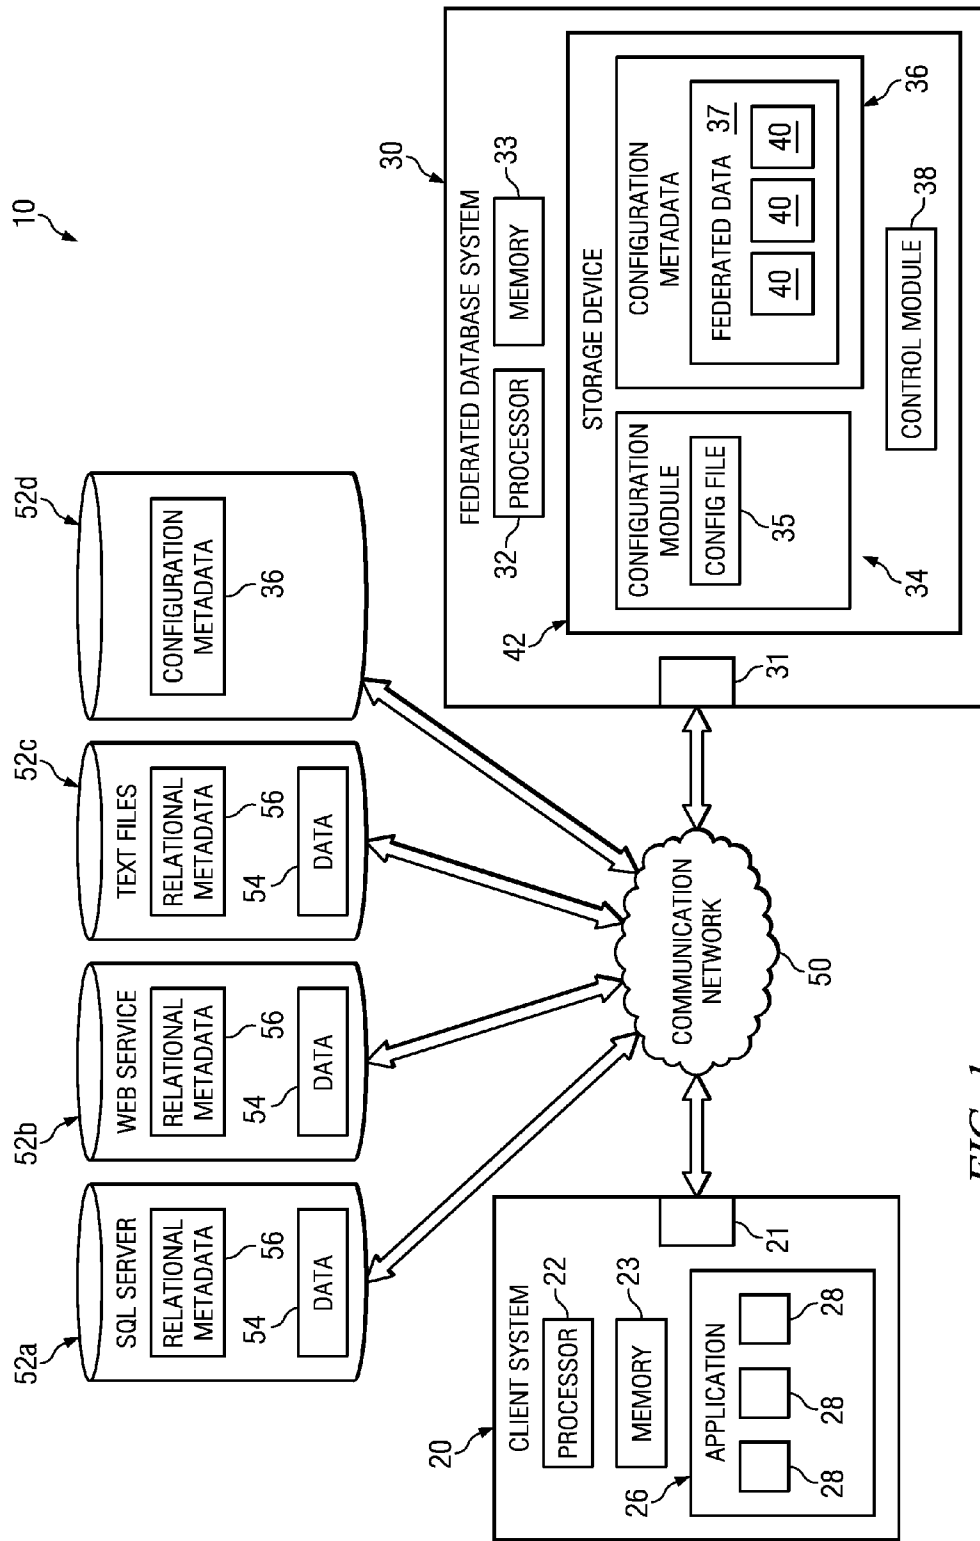 10
52a
SQL SERVER
RELATIONAL
METADATA
56
54
DATA
52b
WEB SERVICE
RELATIONAL
METADATA
56
54
DATA
52c
TEXT FILES
RELATIONAL
METADATA
56
54
DATA
52d
CONFIGURATION
METADATA
36
20
CLIENT SYSTEM
PROCESSOR
22
MEMORY
23
26
APPLICATION
28
28
28
21
COMMUNICATION
NETWORK
50
30
FEDERATED DATABASE SYSTEM
32
PROCESSOR
MEMORY
33
31
42
STORAGE DEVICE
CONFIGURATION
MODULE
CONFIG FILE
35
34
CONFIGURATION
METADATA
FEDERATED DATA 37
40
40
40
36
CONTROL MODULE
38